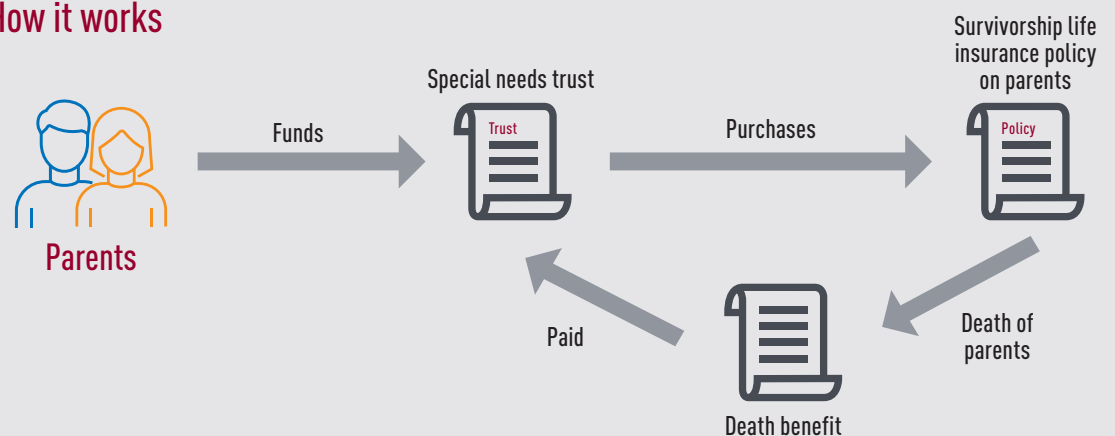 How it works
Survivorship life
insurance policy
on parents
Special needs trust
Funds
Trust
Purchases
Policy
Parents
Paid
Death of
parents
Death benefit